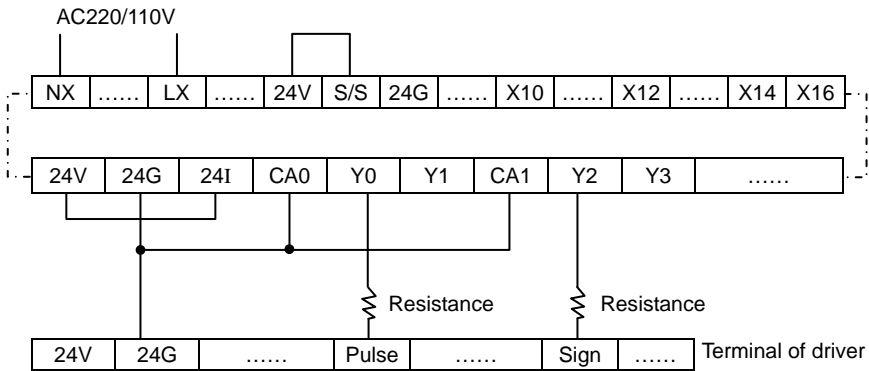 AC220/110V
NX …… LX …… 24V S/S 24G …… X10 …… X12 …… X14 X16
24V 24G 24I CA0 Y0 Y1 CA1 Y2 Y3 ……
Resistance Resistance
24V 24G …… Pulse …… Sign …… Terminal of driver